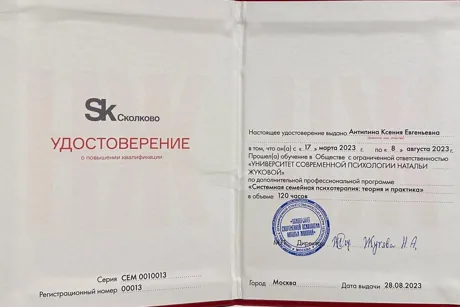 Sk Сколково
УДОСТОВЕРЕНИЕ
о повышении квалификации
Серия СЕМ 0010013
Регистрационный номер 00013
Настоящее удостоверение выдано Антипина Ксения Евгеньевна
в том, что он(а) с « 17 » марта 2023 г. по « 8 » августа 2023 г.
Прошел(а) обучение в Обществе с ограниченной ответственностью
«УНИВЕРСИТЕТ СОВРЕМЕННОЙ ПСИХОЛОГИИ НАТАЛЬИ
ЖУКОВОЙ»
по дополнительной профессиональной программе
«Системная семейная психотерапия: теория и практика»
в объеме 120 часов
Директор Жукова Н.А.
Город Москва Дата выдачи 28.08.2023